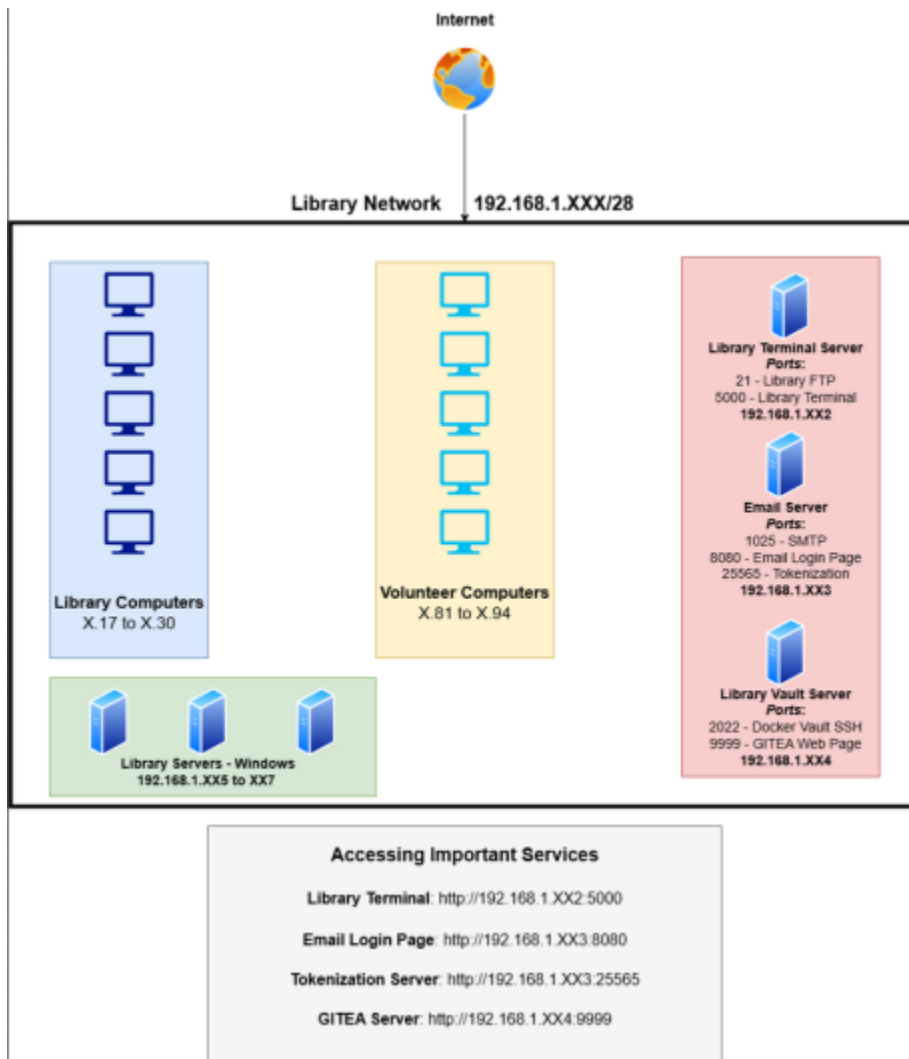 Internet
Library Network 192.168.1.XXX/28
Library Computers
X.17 to X.30
Volunteer Computers
X.81 to X.94
Library Terminal Server
Ports:
21 - Library FTP
5000 - Library Terminal
192.168.1.XX2
Email Server
Ports:
1025 - SMTP
8080 - Email Login Page
25565 - Tokenization
192.168.1.XX3
Library Vault Server
Ports:
2022 - Docker Vault SSH
9999 - GITEA Web Page
192.168.1.XX4
Library Servers - Windows
192.168.1.XX5 to XX7
Accessing Important Services
Library Terminal: http://192.168.1.XX2:5000
Email Login Page: http://192.168.1.XX3:8080
Tokenization Server: http://192.168.1.XX3:25565
GITEA Server: http://192.168.1.XX4:9999